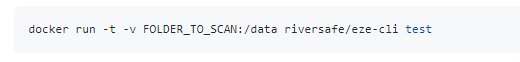 docker run -t -v FOLDER_TO_SCAN:/data riversafe/eze-cli test